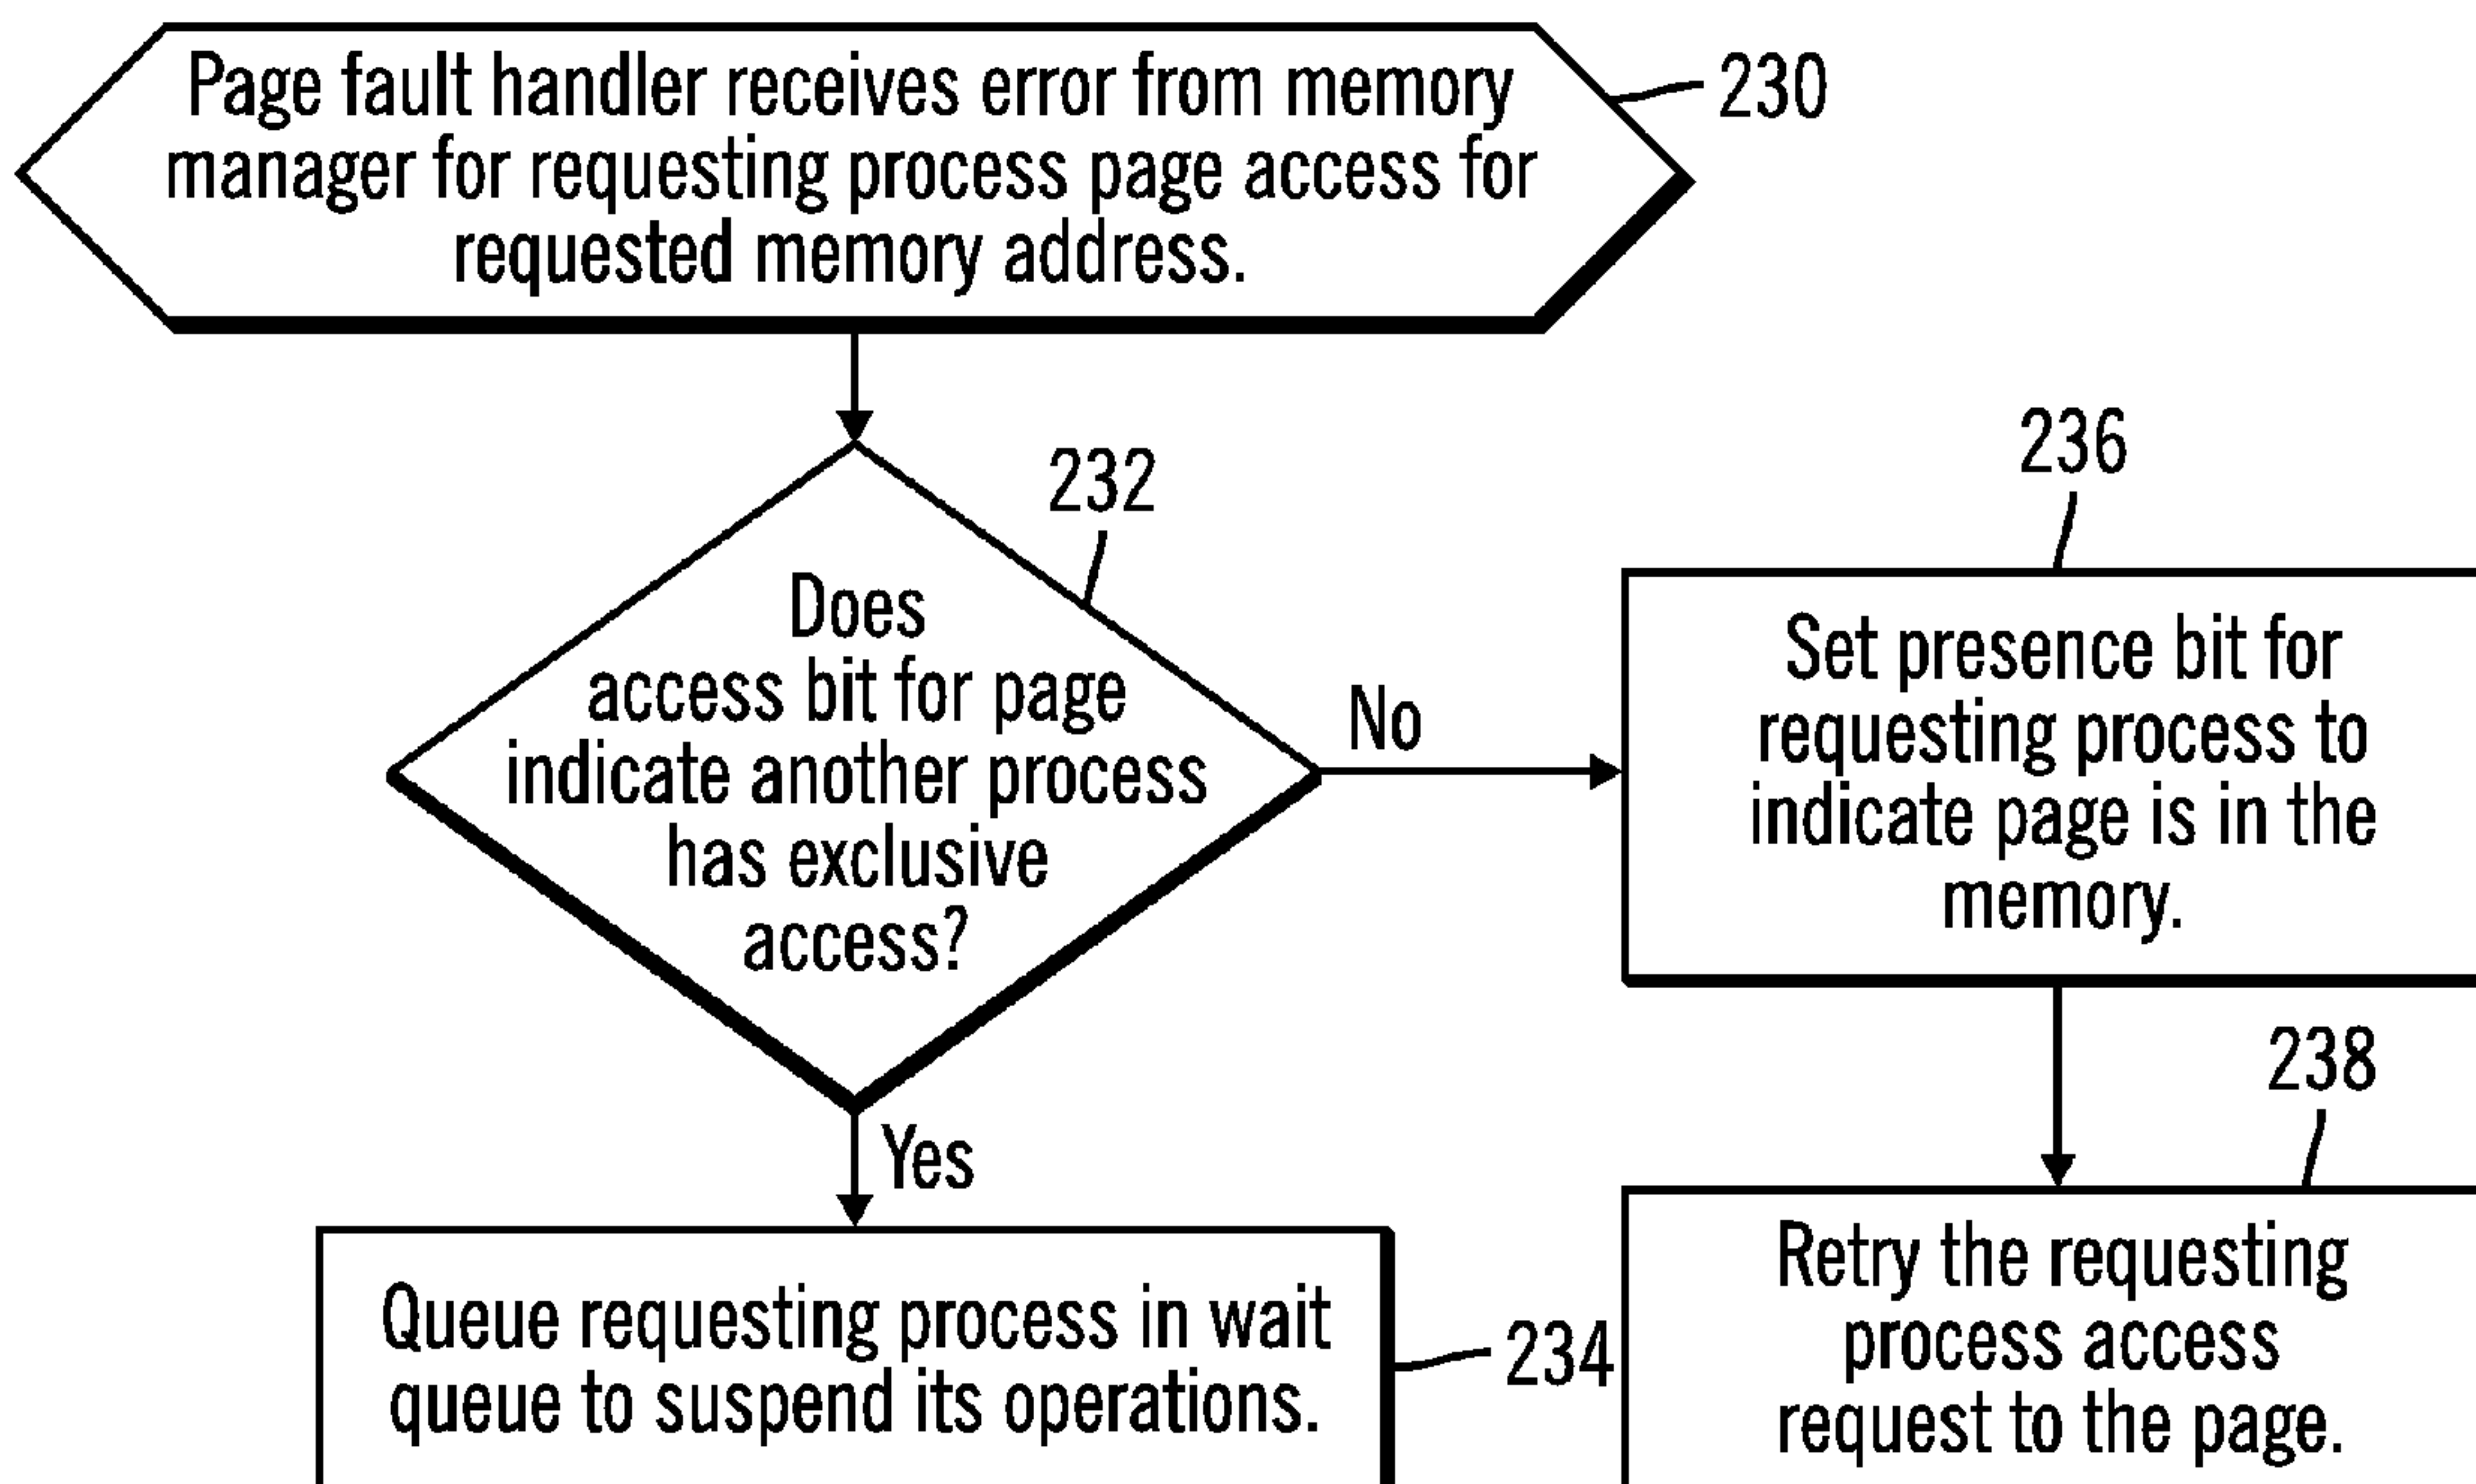 Page fault handler receives error from memory
manager for requesting process page access for
requested memory address.
230
232
Does
access bit for page
indicate another process
has exclusive
access?
No
Yes
236
Set presence bit for
requesting process to
indicate page is in the
memory.
238
Retry the requesting
process access
request to the page.
Queue requesting process in wait
queue to suspend its operations.
234